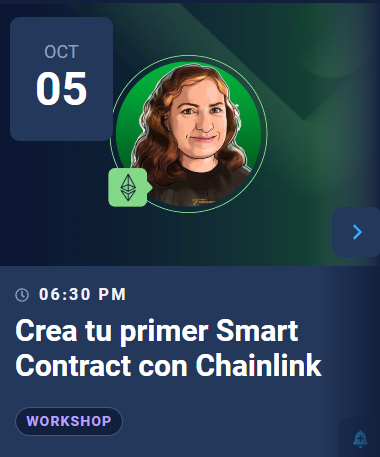 OCT
05
06:30 PM
Crea tu primer Smart
Contract con Chainlink
WORKSHOP